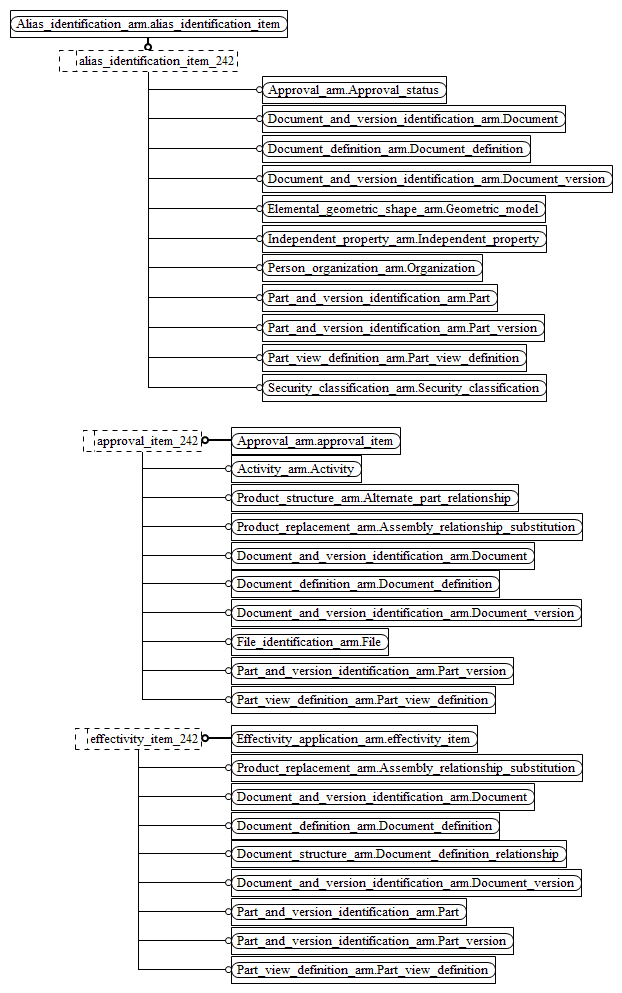 Alias_identification_arm.alias_identification_item
alias_identification_item_242
Approval_arm.Approval_status
Document_and_version_identification_arm.Document
Document_definition_arm.Document_definition
Document_and_version_identification_arm.Document_version
Elemental_geometric_shape_arm.Geometric_model
Independent_property_arm.Independent_property
Person_organization_arm.Organization
Part_and_version_identification_arm.Part
Part_and_version_identification_arm.Part_version
Part_view_definition_arm.Part_view_definition
Security_classification_arm.Security_classification
approval_item_242
Approval_arm.approval_item
Activity_arm.Activity
Product_structure_arm.Alternate_part_relationship
Product_replacement_arm.Assembly_relationship_substitution
Document_and_version_identification_arm.Document
Document_definition_arm.Document_definition
Document_and_version_identification_arm.Document_version
File_identification_arm.File
Part_and_version_identification_arm.Part_version
Part_view_definition_arm.Part_view_definition
effectivity_item_242
Effectivity_application_arm.effectivity_item
Product_replacement_arm.Assembly_relationship_substitution
Document_and_version_identification_arm.Document
Document_definition_arm.Document_definition
Document_structure_arm.Document_definition_relationship
Document_and_version_identification_arm.Document_version
Part_and_version_identification_arm.Part
Part_and_version_identification_arm.Part_version
Part_view_definition_arm.Part_view_definition